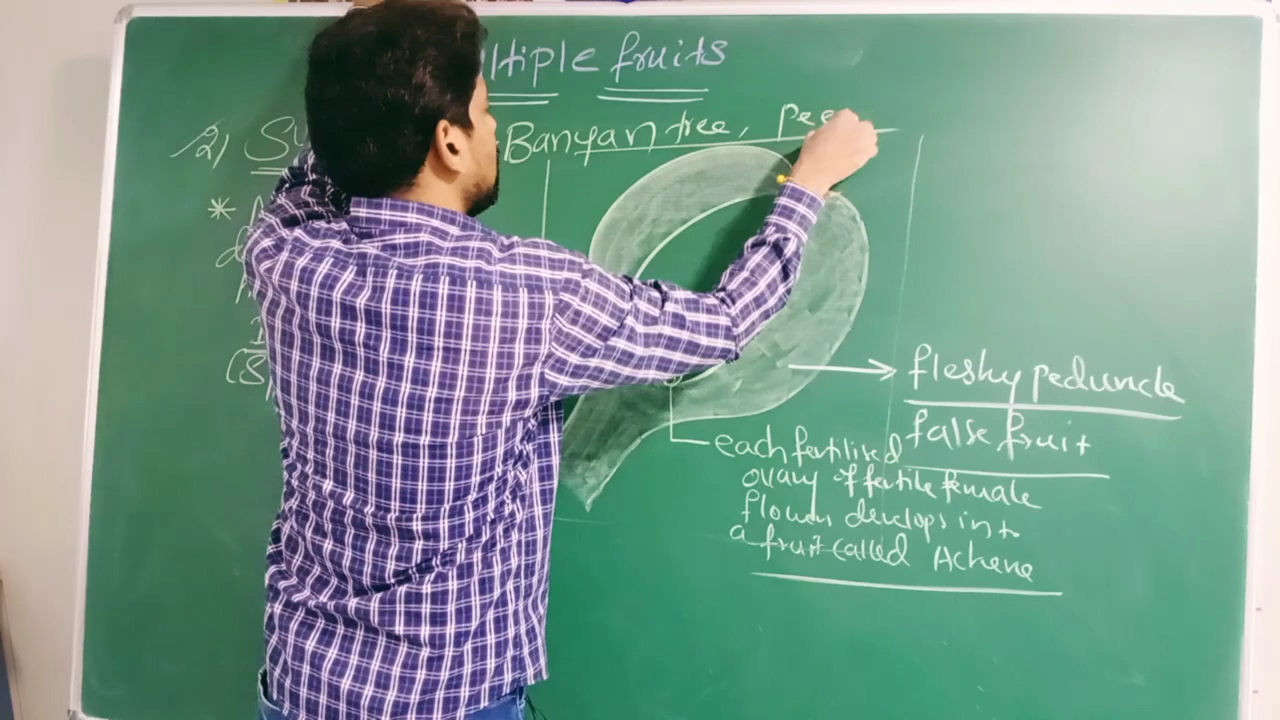 ltiple fruits
2) Su Banyan tree, Pee
*
(B
fleshy peduncle
false fruit
each fertilised
ovary of fertile female
flower develops into
a fruit called Achene